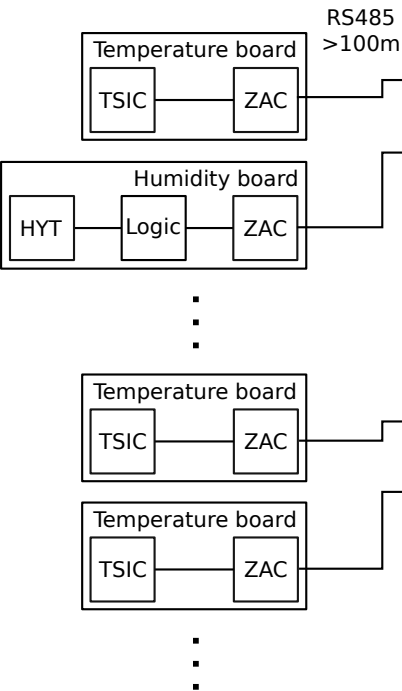 RS485
>100m
Temperature board
TSIC
ZAC
Humidity board
HYT
Logic
ZAC
Temperature board
TSIC
ZAC
Temperature board
TSIC
ZAC